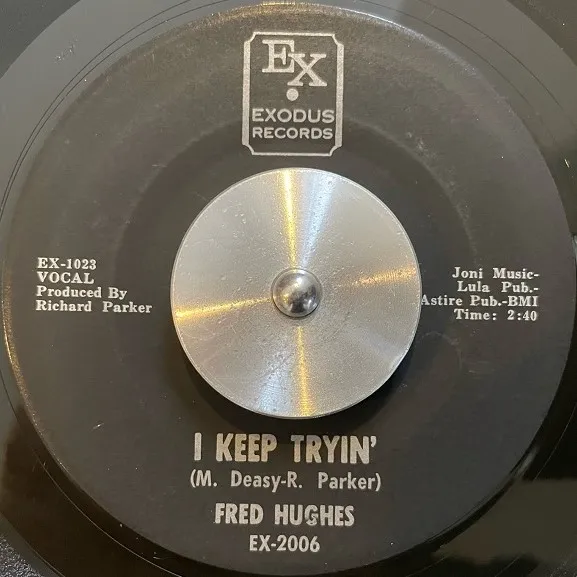 EX
EXODUS
RECORDS
EX-1023
VOCAL
Produced By
Richard Parker
Joni Music-
Lula Pub.-
Astire Pub.-BMI
Time: 2:40
I KEEP TRYIN'
(M. Deasy-R. Parker)
FRED HUGHES
EX-2006